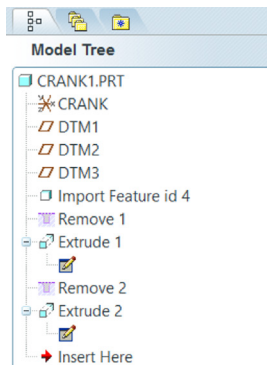 Model Tree
CRANK1.PRT
CRANK
DTM1
DTM2
DTM3
Import Feature id 4
Remove 1
Extrude 1
Remove 2
Extrude 2
Insert Here